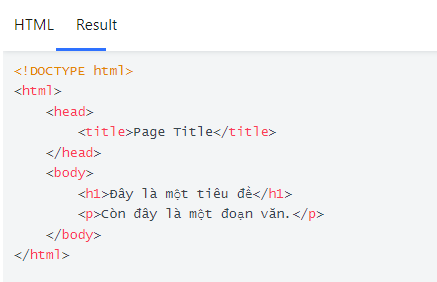 HTML Result
<!DOCTYPE html>
<html>
    <head>
        <title>Page Title</title>
    </head>
    <body>
        <h1>Đây là một tiêu đề</h1>
        <p>Còn đây là một đoạn văn.</p>
    </body>
</html>